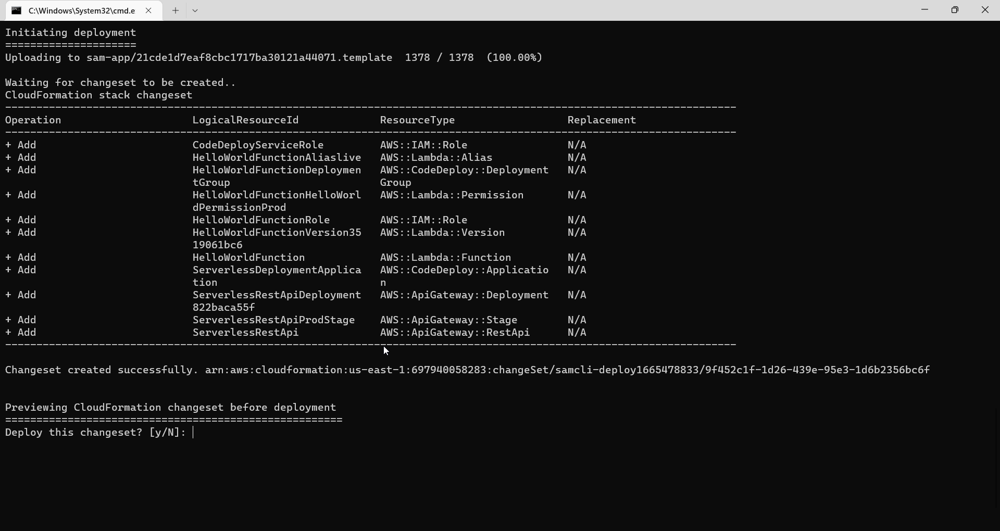 C:\Windows\System32\cmd.e
Initiating deployment
=====================
Uploading to sam-app/21cde1d7eaf8cbc1717ba30121a44071.template  1378 / 1378  (100.00%)
Waiting for changeset to be created..
CloudFormation stack changeset
---------------------------------------------------------------------------------------------------------------------
Operation                     LogicalResourceId             ResourceType                  Replacement
---------------------------------------------------------------------------------------------------------------------
+ Add                         CodeDeployServiceRole         AWS::IAM::Role                N/A
+ Add                         HelloWorldFunctionAliaslive   AWS::Lambda::Alias            N/A
+ Add                         HelloWorldFunctionDeploymen   AWS::CodeDeploy::Deployment   N/A
                              tGroup                        Group
+ Add                         HelloWorldFunctionHelloWorl   AWS::Lambda::Permission       N/A
                              dPermissionProd
+ Add                         HelloWorldFunctionRole        AWS::IAM::Role                N/A
+ Add                         HelloWorldFunctionVersion35   AWS::Lambda::Version          N/A
                              19061bc6
+ Add                         HelloWorldFunction            AWS::Lambda::Function         N/A
+ Add                         ServerlessDeploymentApplica   AWS::CodeDeploy::Applicatio   N/A
                              tion                          n
+ Add                         ServerlessRestApiDeployment   AWS::ApiGateway::Deployment   N/A
                              822baca55f
+ Add                         ServerlessRestApiProdStage    AWS::ApiGateway::Stage        N/A
+ Add                         ServerlessRestApi             AWS::ApiGateway::RestApi      N/A
---------------------------------------------------------------------------------------------------------------------
Changeset created successfully. arn:aws:cloudformation:us-east-1:697940058283:changeSet/samcli-deploy1665478833/9f452c1f-1d26-439e-95e3-1d6b2356bc6f
Previewing CloudFormation changeset before deployment
======================================================
Deploy this changeset? [y/N]: